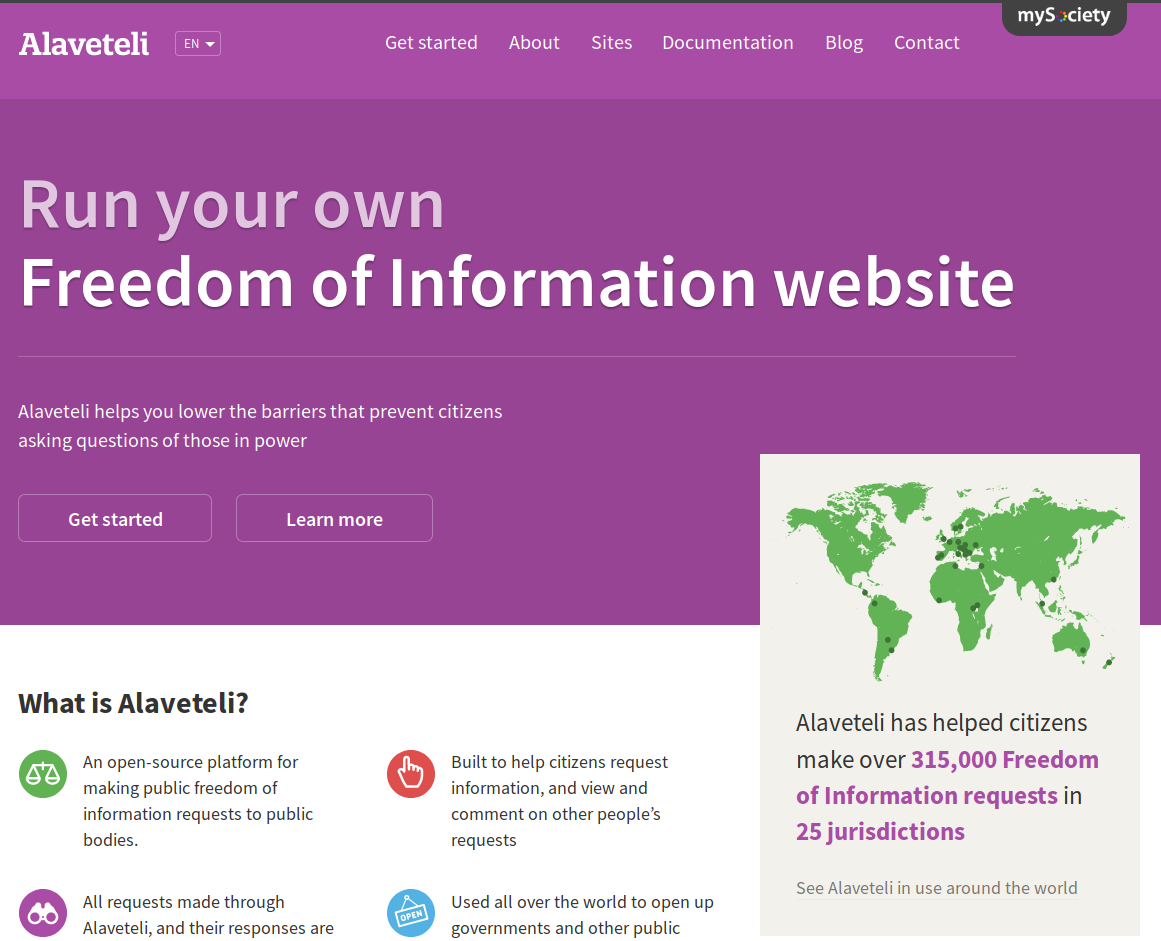 Alaveteli
EN
Get started
About
Sites
Documentation
Blog
Contact
mySociety
Run your own
Freedom of Information website
Alaveteli helps you lower the barriers that prevent citizens
asking questions of those in power
Get started
Learn more
What is Alaveteli?
An open-source platform for
making public freedom of
information requests to public
bodies.
Built to help citizens request
information, and view and
comment on other people’s
requests
All requests made through
Alaveteli, and their responses are
OPEN
Used all over the world to open up
governments and other public
Alaveteli has helped citizens
make over 315,000 Freedom
of Information requests in
25 jurisdictions
See Alaveteli in use around the world